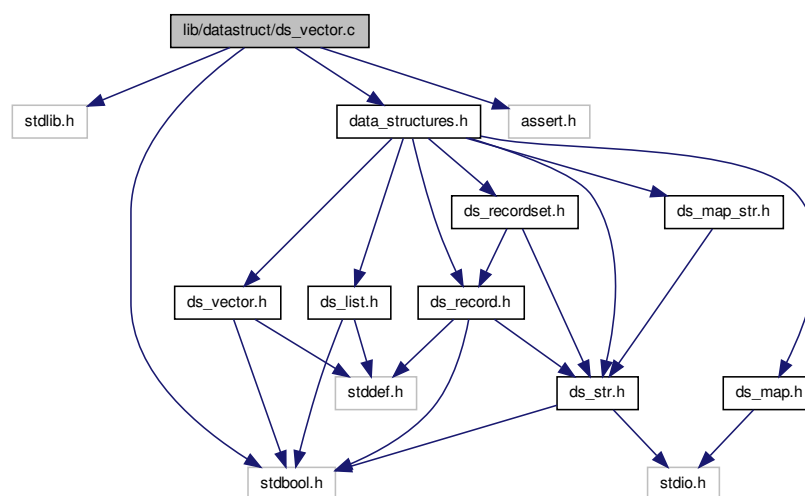 lib/datastruct/ds_vector.c
stdlib.h
data_structures.h
assert.h
ds_recordset.h
ds_map_str.h
ds_vector.h
ds_list.h
ds_record.h
stddef.h
ds_str.h
ds_map.h
stdbool.h
stdio.h